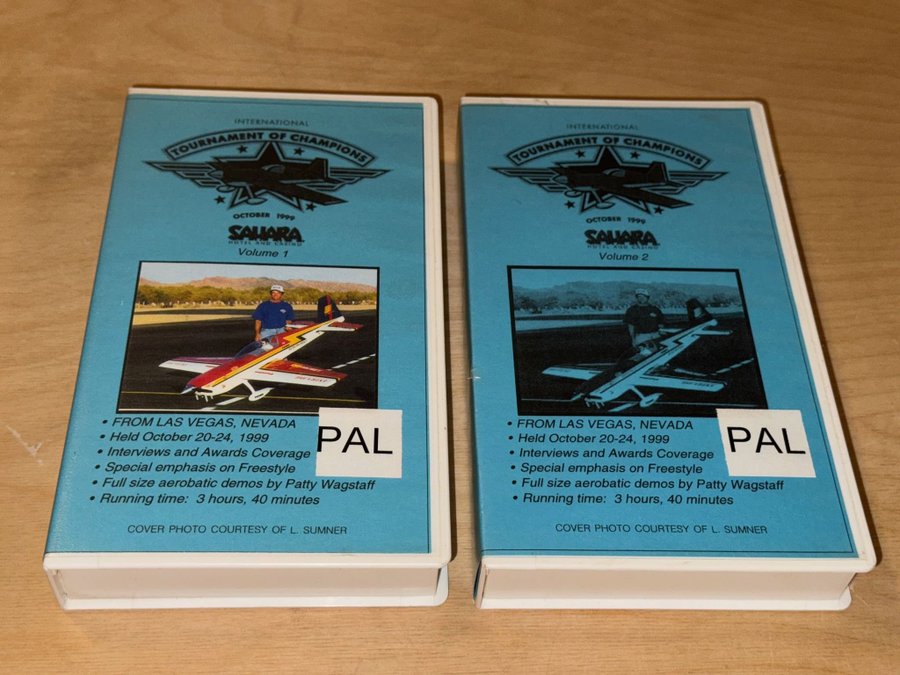 INTERNATIONAL
TOURNAMENT OF CHAMPIONS
OCTOBER 1999
SAHARA
HOTEL AND CASINO
Volume 1
• FROM LAS VEGAS, NEVADA
• Held October 20-24, 1999
• Interviews and Awards Coverage
• Special emphasis on Freestyle
• Full size aerobatic demos by Patty Wagstaff
• Running time: 3 hours, 40 minutes
PAL
COVER PHOTO COURTESY OF L. SUMNER
INTERNATIONAL
TOURNAMENT OF CHAMPIONS
OCTOBER 1999
SAHARA
HOTEL AND CASINO
Volume 2
• FROM LAS VEGAS, NEVADA
• Held October 20-24, 1999
• Interviews and Awards Coverage
• Special emphasis on Freestyle
• Full size aerobatic demos by Patty Wagstaff
• Running time: 3 hours, 40 minutes
PAL
COVER PHOTO COURTESY OF L. SUMNER